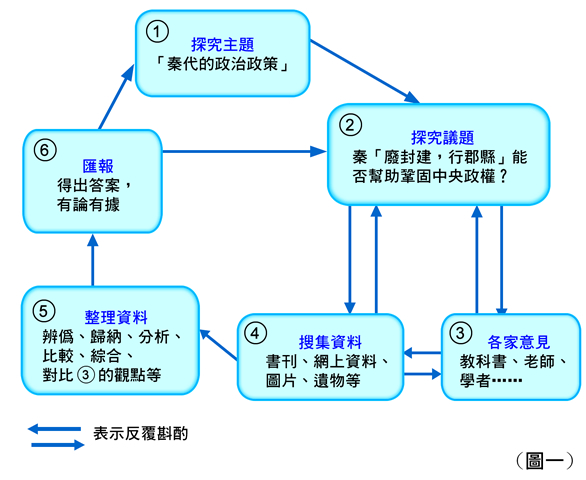 ①
探究主題
「秦代的政治政策」
②
探究議題
秦「廢封建，行郡縣」能
否幫助鞏固中央政權？
⑥
匯報
得出答案，
有論有據
⑤
整理資料
辨偽、歸納、分析、
比較、綜合、
對比③的觀點等
④
搜集資料
書刊、網上資料、
圖片、遺物等
③
各家意見
教科書、老師、
學者……
表示反覆斟酌
（圖一）